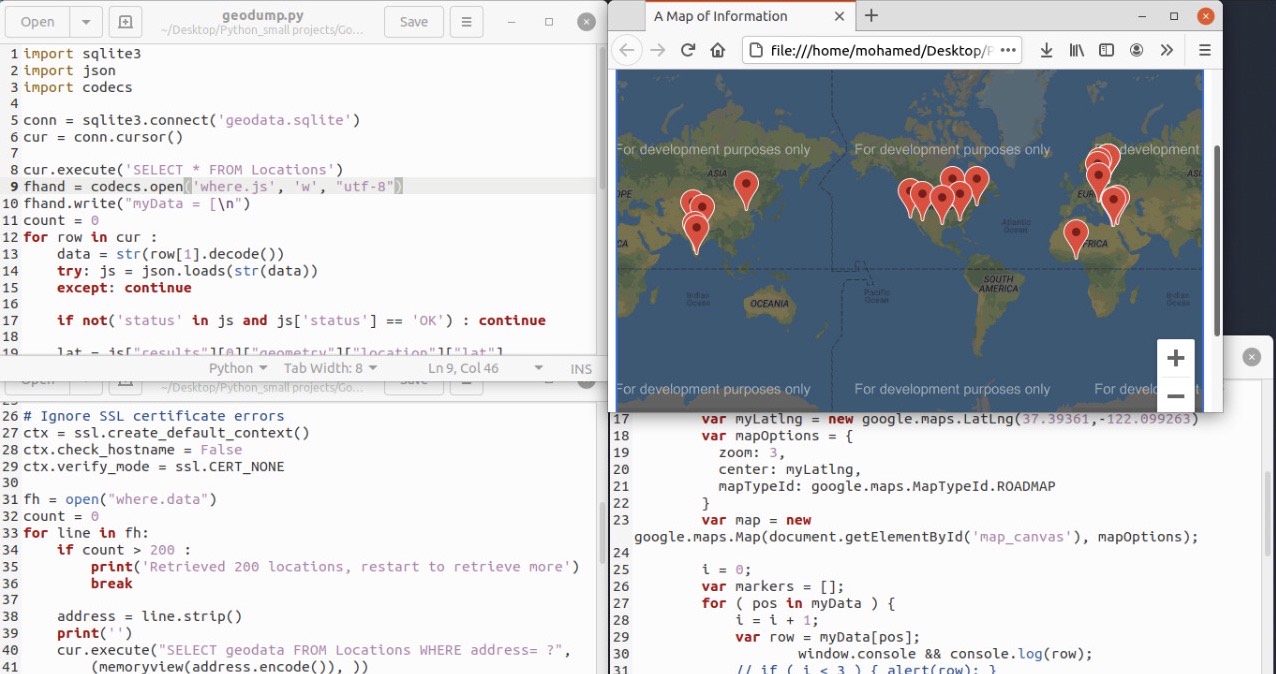 Open
geodump.py
~/Desktop/Python_small projects/Go...
Save
1 import sqlite3
2 import json
3 import codecs
4
5 conn = sqlite3.connect('geodata.sqlite')
6 cur = conn.cursor()
7
8 cur.execute('SELECT * FROM Locations')
9 fhand = codecs.open('where.js', 'w', "utf-8")
10 fhand.write("myData = [\n")
11 count = 0
12 for row in cur :
13     data = str(row[1].decode())
14     try: js = json.loads(str(data))
15     except: continue
16
17     if not('status' in js and js['status'] == 'OK') : continue
18
19     lat = js["results"][0]["geometry"]["location"]["lat"]
Python Tab Width: 8 Ln 9, Col 46 INS
Open
~/Desktop/Python_small projects/Go...
Save
25
26 # Ignore SSL certificate errors
27 ctx = ssl.create_default_context()
28 ctx.check_hostname = False
29 ctx.verify_mode = ssl.CERT_NONE
30
31 fh = open("where.data")
32 count = 0
33 for line in fh:
34     if count > 200 :
35         print('Retrieved 200 locations, restart to retrieve more')
36         break
37
38     address = line.strip()
39     print('')
40     cur.execute("SELECT geodata FROM Locations WHERE address= ?",
41         (memoryview(address.encode()), ))
A Map of Information
file:///home/mohamed/Desktop/P
For development purposes only
For development purposes only
For development
ASIA
ASI
OPE
EUR
Atlantic
Ocean
CA
FRICA
SOUTH
AMERICA
Indian
Ocean
OCEANIA
Pacific
Ocean
Indian
Ocean
For development purposes only
For development purposes only
For development
17 var myLatlng = new google.maps.LatLng(37.39361,-122.099263)
18 var mapOptions = {
19   zoom: 3,
20   center: myLatlng,
21   mapTypeId: google.maps.MapTypeId.ROADMAP
22 }
23 var map = new
google.maps.Map(document.getElementById('map_canvas'), mapOptions);
24
25 i = 0;
26 var markers = [];
27 for ( pos in myData ) {
28     i = i + 1;
29     var row = myData[pos];
30         window.console && console.log(row);
31     // if ( i < 3 ) { alert(row); }